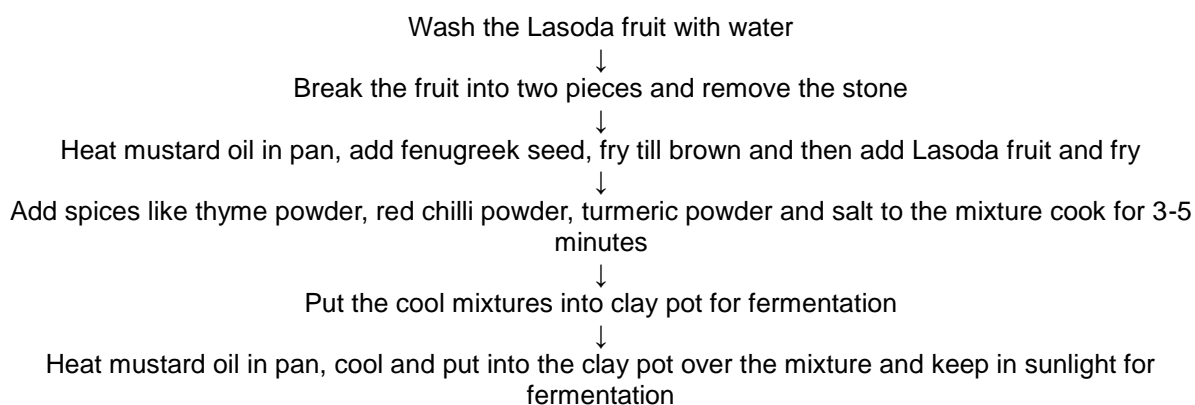 Wash the Lasoda fruit with water
↓
Break the fruit into two pieces and remove the stone
↓
Heat mustard oil in pan, add fenugreek seed, fry till brown and then add Lasoda fruit and fry
↓
Add spices like thyme powder, red chilli powder, turmeric powder and salt to the mixture cook for 3-5
minutes
↓
Put the cool mixtures into clay pot for fermentation
↓
Heat mustard oil in pan, cool and put into the clay pot over the mixture and keep in sunlight for
fermentation